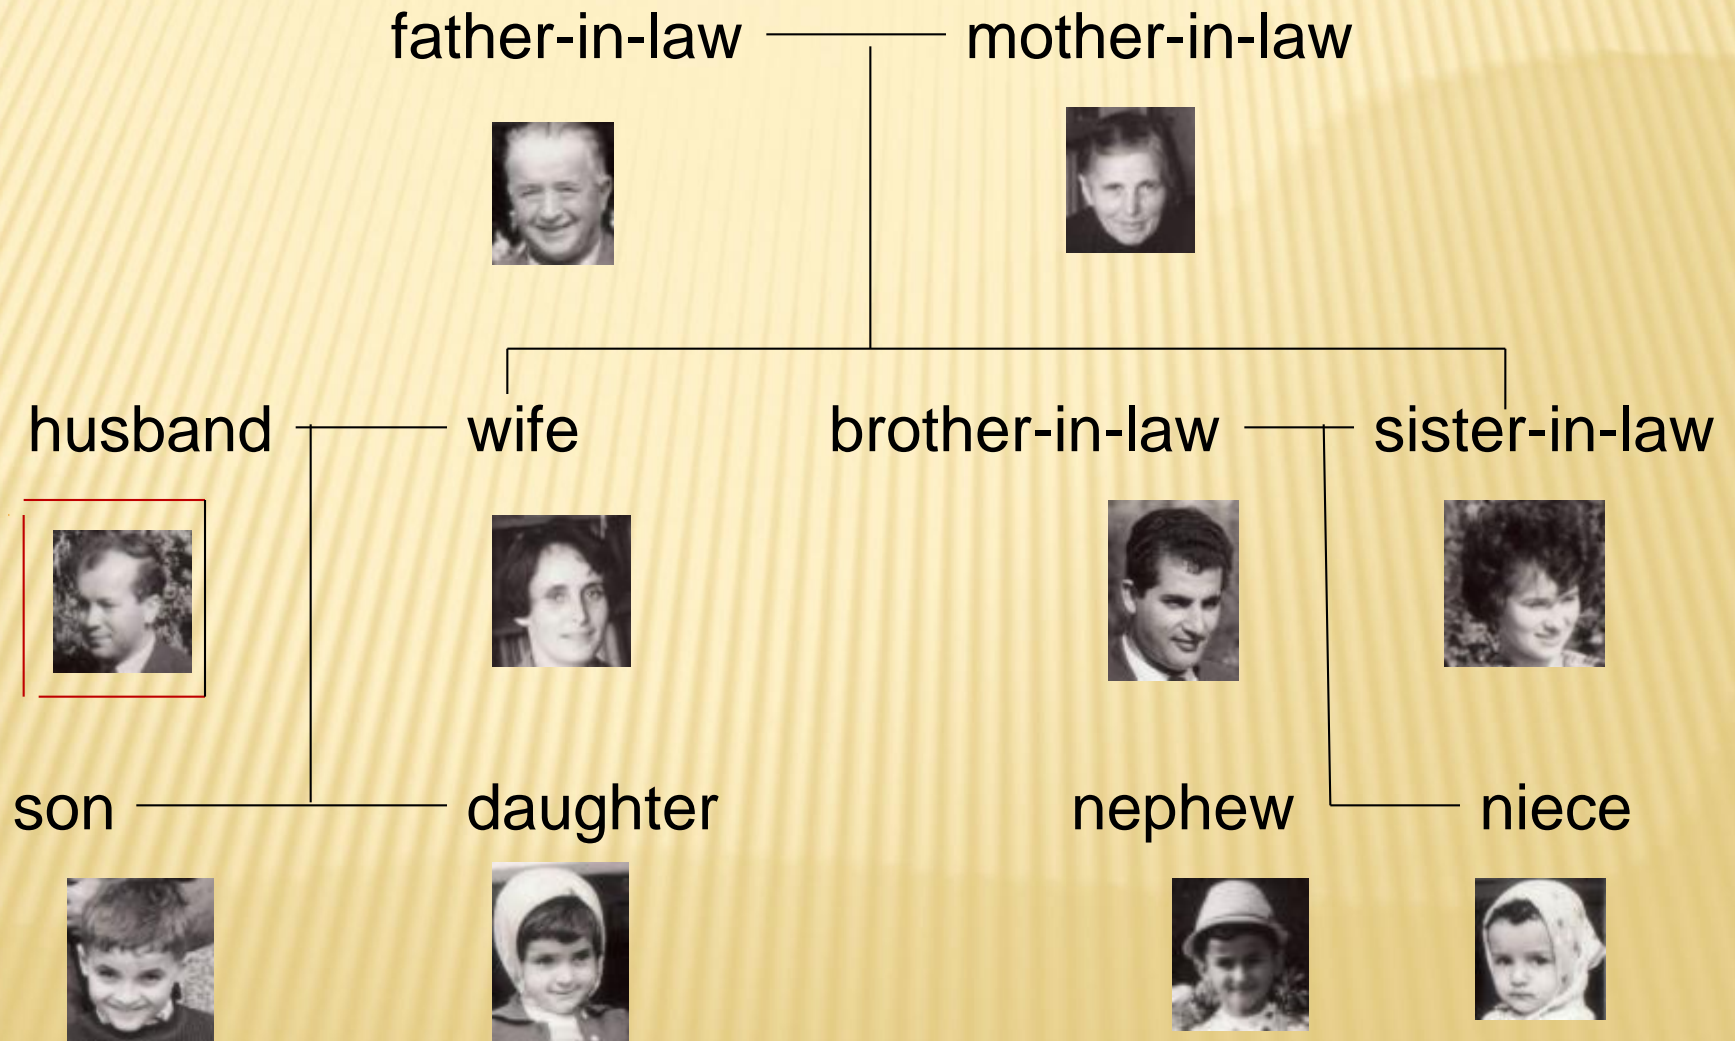 father-in-law mother-in-law
husband wife brother-in-law sister-in-law
son daughter nephew niece